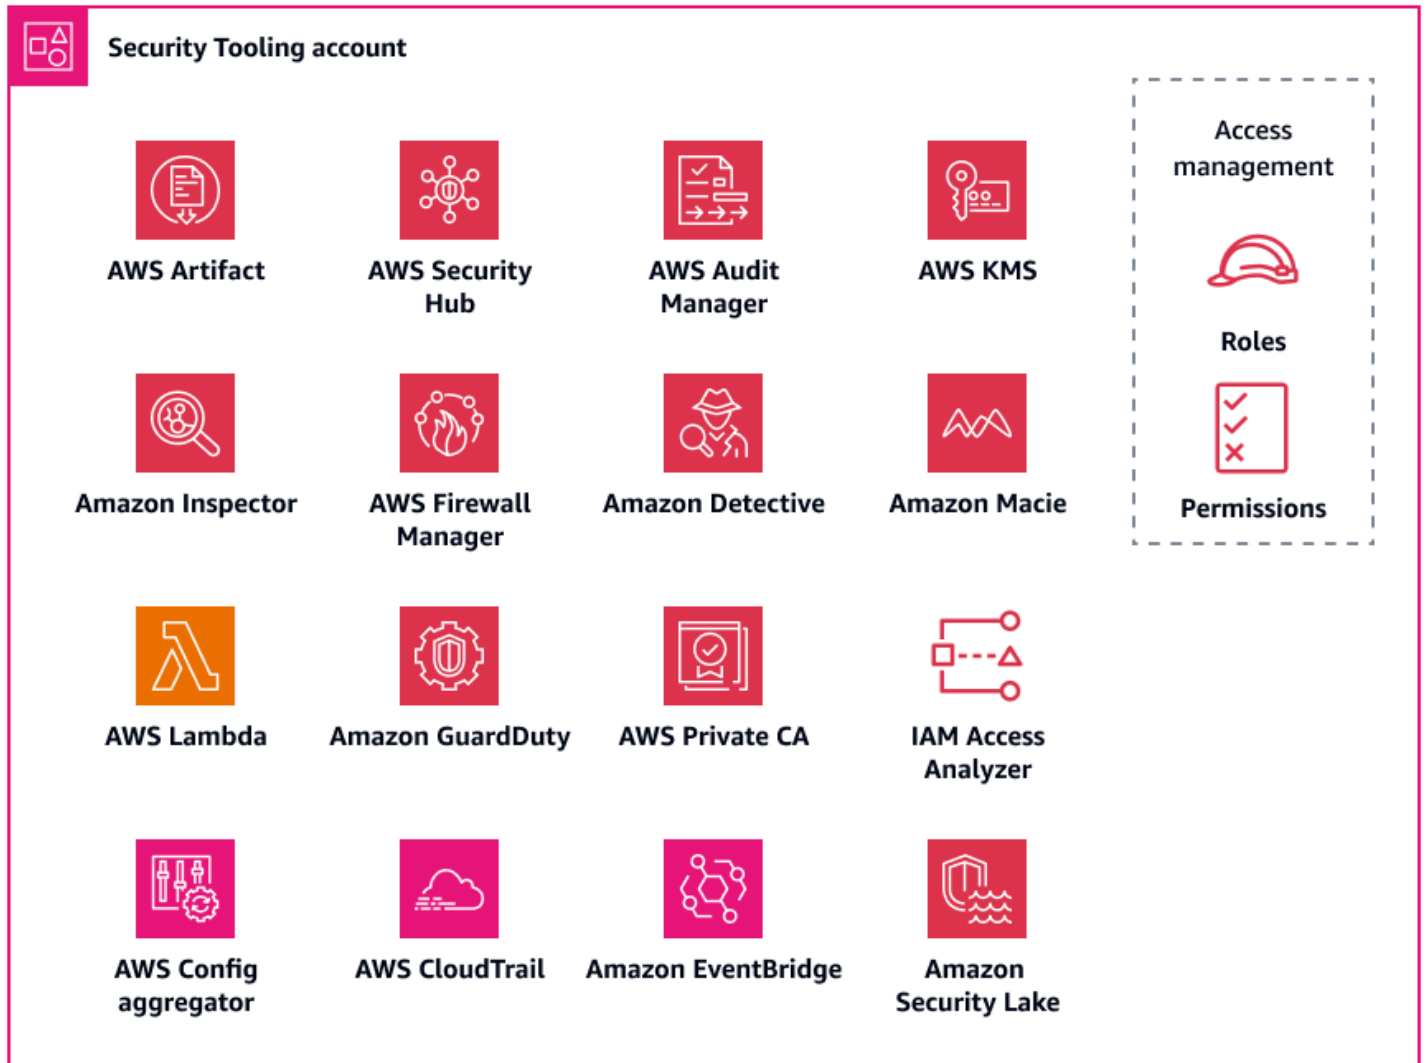 Security Tooling account
Access
management
AWS Artifact
AWS Security
Hub
AWS Audit
Manager
AWS KMS
Roles
Amazon Inspector
AWS Firewall
Manager
Amazon Detective
Amazon Macie
Permissions
AWS Lambda
Amazon GuardDuty
AWS Private CA
IAM Access
Analyzer
AWS Config
aggregator
AWS CloudTrail
Amazon EventBridge
Amazon
Security Lake